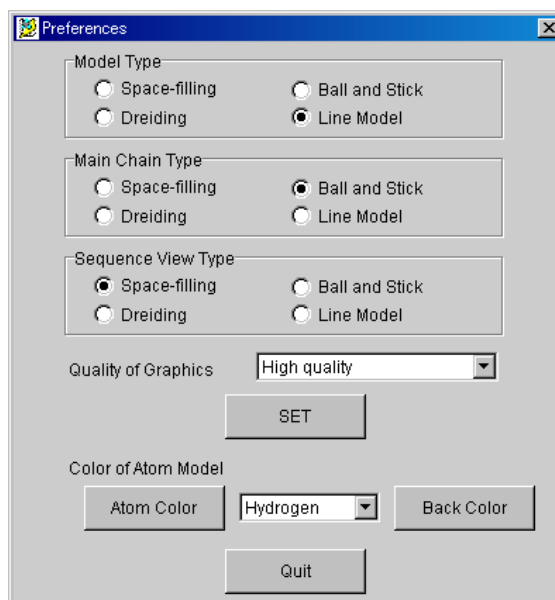 Preferences
Model Type
Space-filling Ball and Stick
Dreiding Line Model
Main Chain Type
Space-filling Ball and Stick
Dreiding Line Model
Sequence View Type
Space-filling Ball and Stick
Dreiding Line Model
Quality of Graphics High quality
SET
Color of Atom Model
Atom Color Hydrogen Back Color
Quit